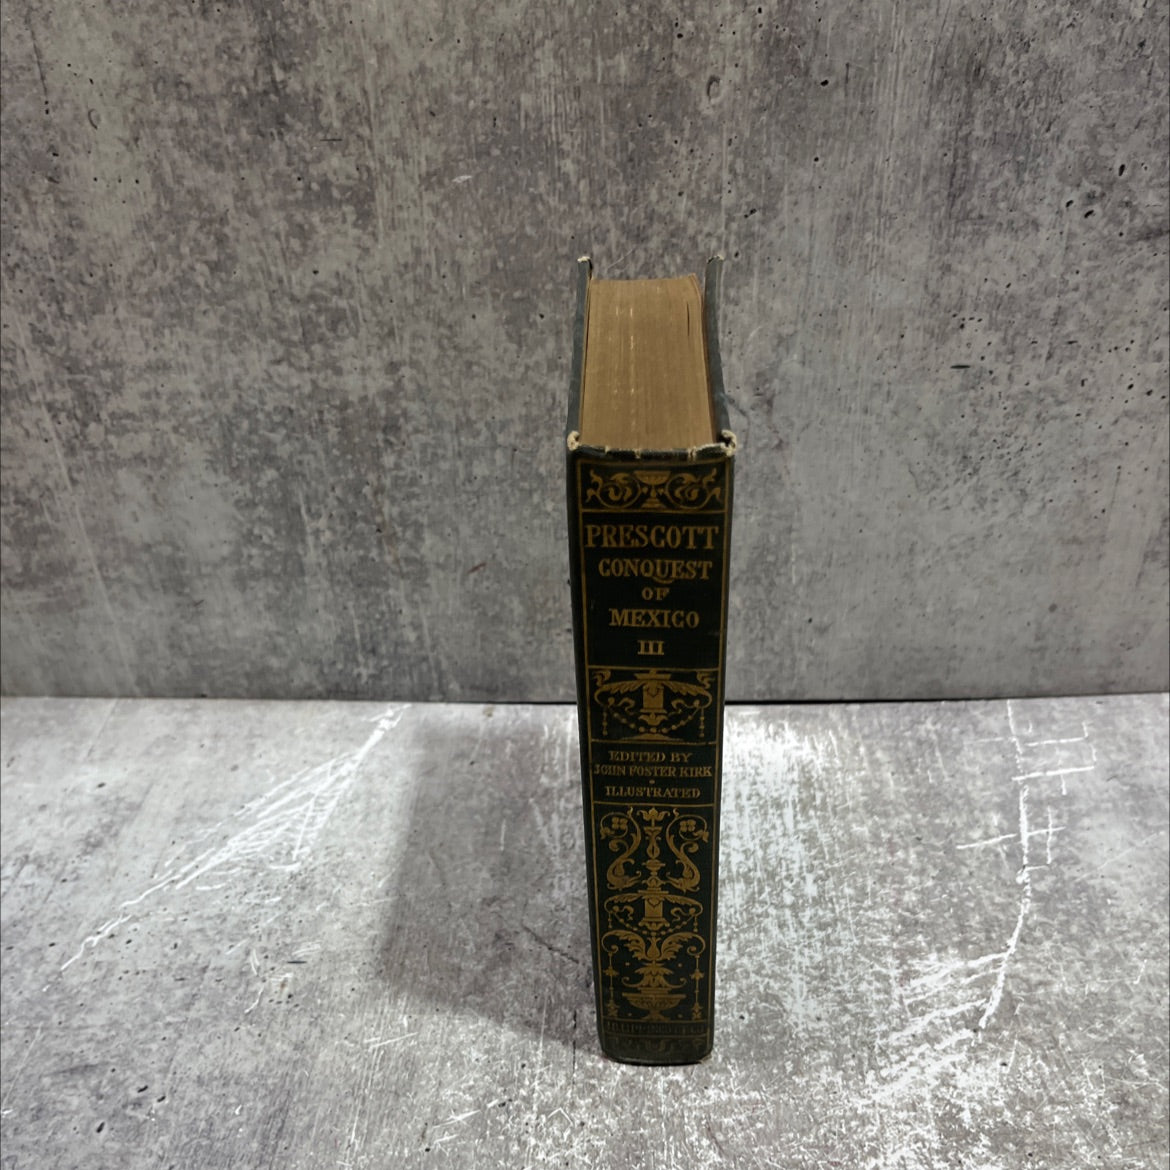 PRESCOTT
CONQUEST
OF
MEXICO
III
EDITED BY
JOHN FOSTER KIRK
ILLUSTRATED